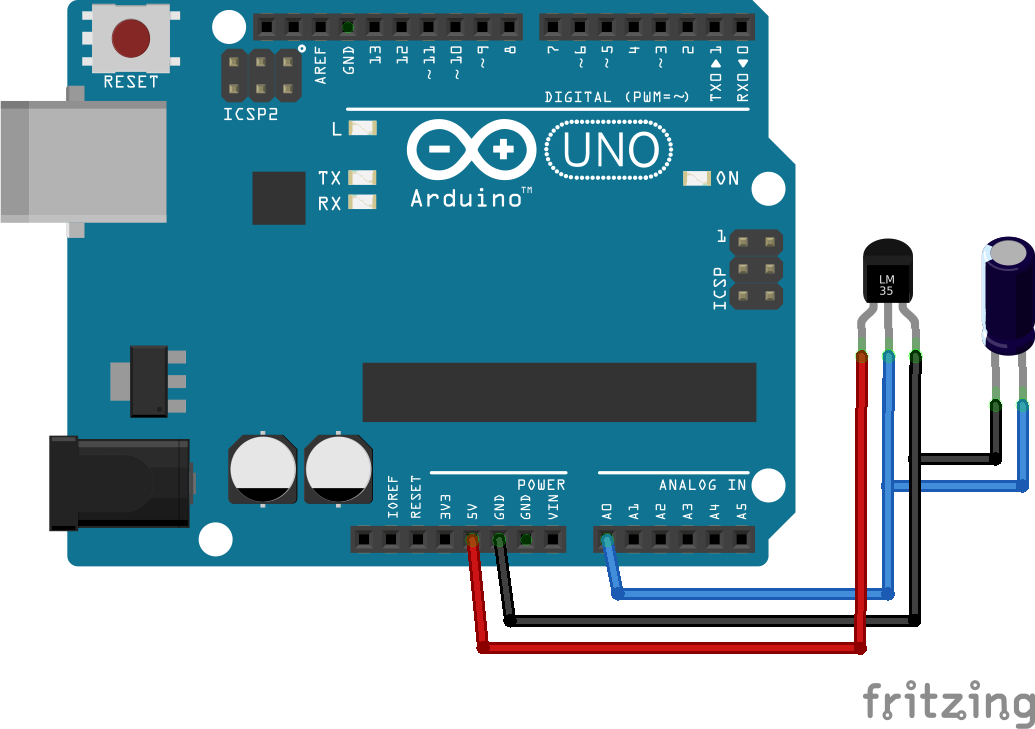 RESET
ICSP2
AREF
GND
13
12
~11
~10
~9
8
7
~6
~5
4
~3
2
TX0▶1
RX0◀0
DIGITAL (PWM=~)
L
TX
RX
Arduino™
UNO
ON
1
ICSP
LM
35
POWER
ANALOG IN
IOREF
RESET
3V3
5V
GND
GND
VIN
A0
A1
A2
A3
A4
A5
fritzing